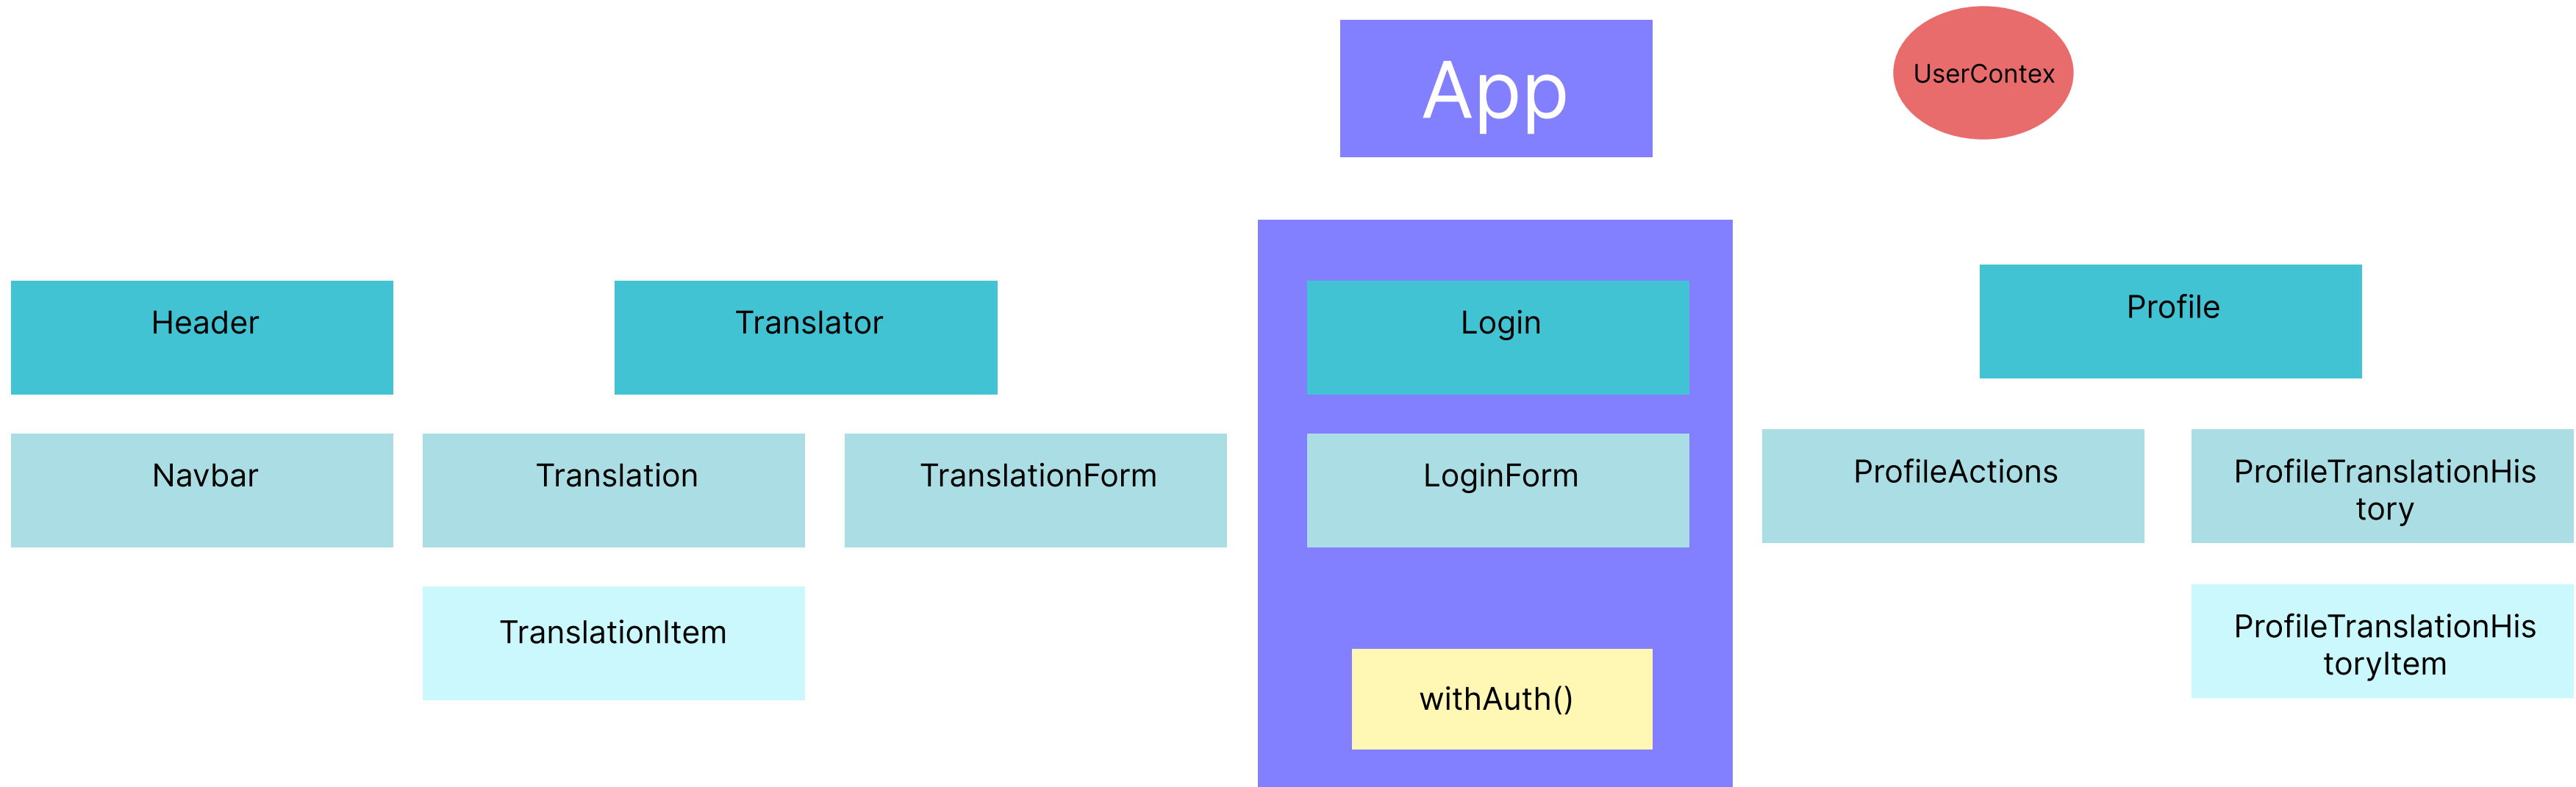 App
UserContex
Header
Translator
Login
Profile
Navbar
Translation
TranslationForm
LoginForm
ProfileActions
ProfileTranslationHis
tory
TranslationItem
ProfileTranslationHis
toryItem
withAuth()